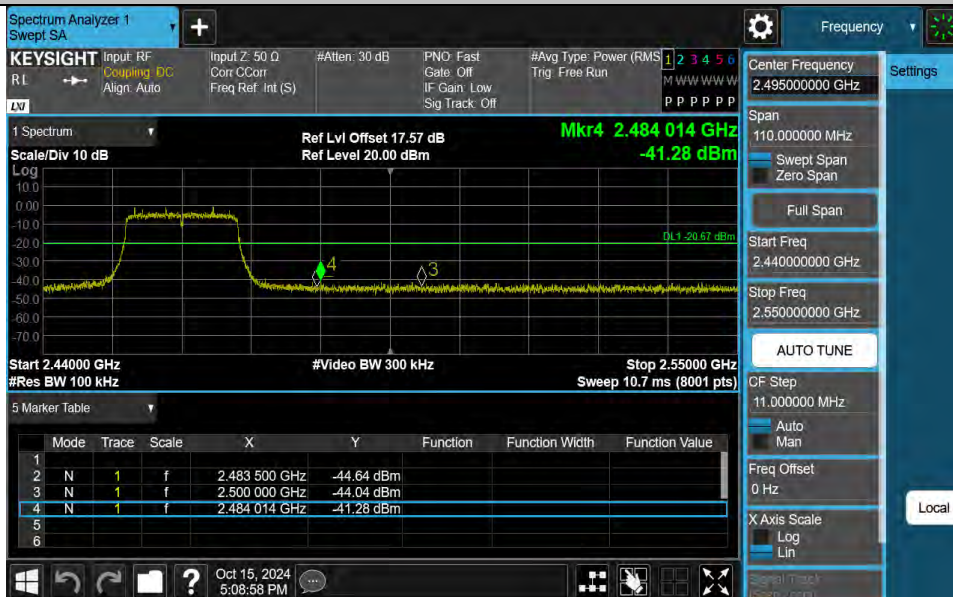 Spectrum Analyzer 1
Swept SA
+
Frequency
KEYSIGHT
RL
LXI
Input: RF
Coupling: DC
Align: Auto
Input Z: 50 Ω
Corr CCorr
Freq Ref: Int (S)
#Atten: 30 dB
PNO: Fast
Gate: Off
IF Gain: Low
Sig Track: Off
#Avg Type: Power (RMS
Trig: Free Run
1 2 3 4 5 6
M W W W W W
P P P P P P
1 Spectrum
Scale/Div 10 dB
Ref Lvl Offset 17.57 dB
Ref Level 20.00 dBm
Mkr4 2.484 014 GHz
-41.28 dBm
Log
10.0
0.00
-10.0
-20.0
-30.0
-40.0
-50.0
-60.0
-70.0
DL1 -20.67 dBm
4
3
Start 2.44000 GHz
#Res BW 100 kHz
#Video BW 300 kHz
Stop 2.55000 GHz
Sweep 10.7 ms (8001 pts)
5 Marker Table
Mode Trace Scale X Y Function Function Width Function Value
1
2 N 1 f 2.483 500 GHz -44.64 dBm
3 N 1 f 2.500 000 GHz -44.04 dBm
4 N 1 f 2.484 014 GHz -41.28 dBm
5
6
Oct 15, 2024
5:08:58 PM
?
Center Frequency
2.495000000 GHz
Settings
Span
110.000000 MHz
Swept Span
Zero Span
Full Span
Start Freq
2.440000000 GHz
Stop Freq
2.550000000 GHz
AUTO TUNE
CF Step
11.000000 MHz
Auto
Man
Freq Offset
0 Hz
Local
X Axis Scale
Log
Lin
Signal Track